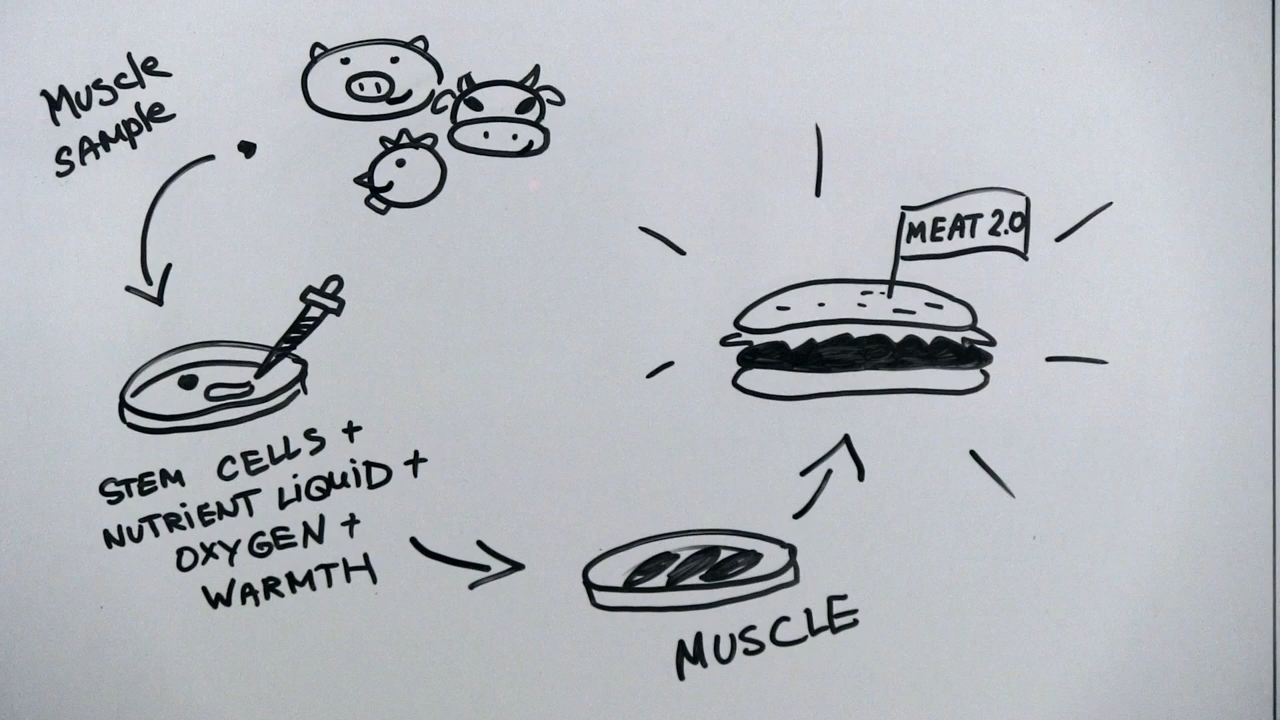 Muscle
SAMPle
STEM CELLS +
NUTRiENT LiQUiD +
OXYGEN +
WARMTH
MUSCLE
MEAT 2.0